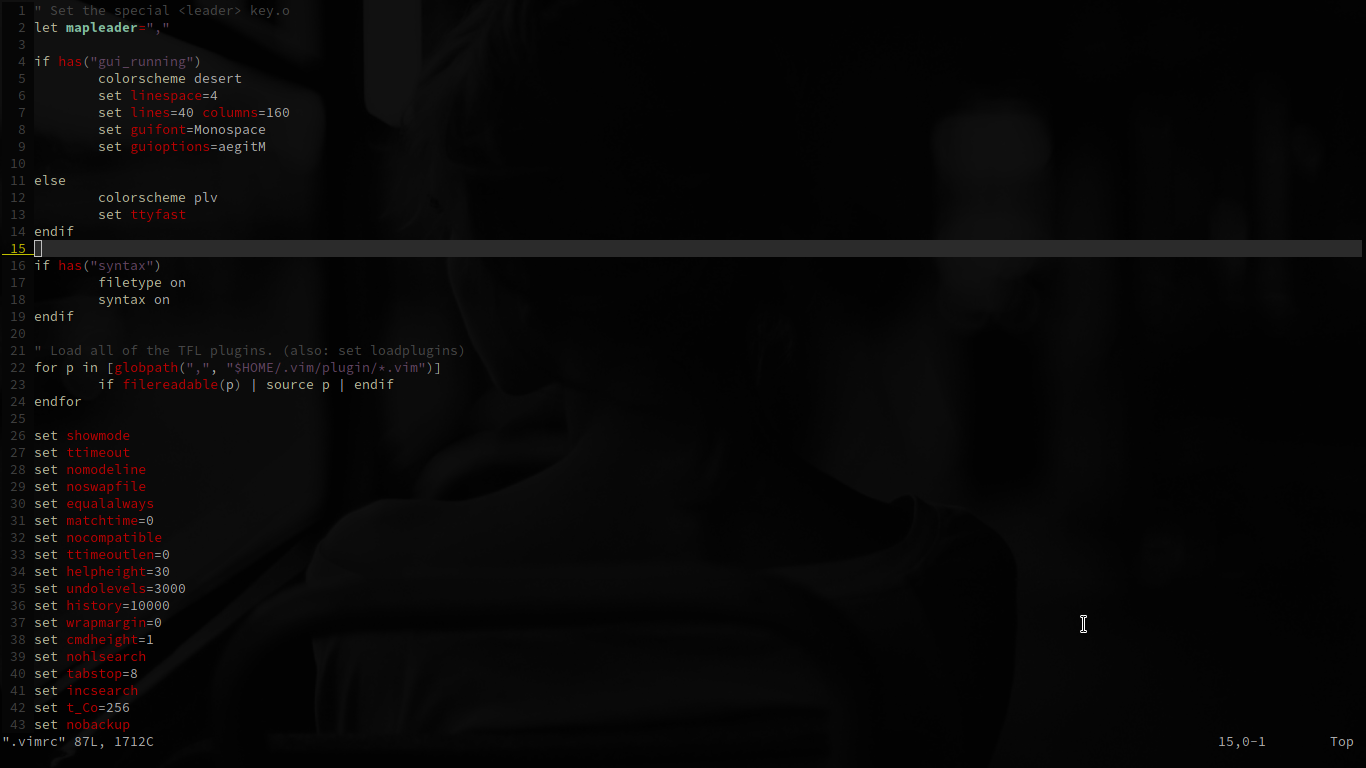 1 " Set the special <leader> key.o
2 let mapleader=","
3
4 if has("gui_running")
5 colorscheme desert
6 set linespace=4
7 set lines=40 columns=160
8 set guifont=Monospace
9 set guioptions=aegitM
10
11 else
12 colorscheme plv
13 set ttyfast
14 endif
15
16 if has("syntax")
17 filetype on
18 syntax on
19 endif
20
21 " Load all of the TFL plugins. (also: set loadplugins)
22 for p in [globpath(",", "$HOME/.vim/plugin/*.vim")]
23 if filereadable(p) | source p | endif
24 endfor
25
26 set showmode
27 set ttimeout
28 set nomodeline
29 set noswapfile
30 set equalalways
31 set matchtime=0
32 set nocompatible
33 set ttimeoutlen=0
34 set helpheight=30
35 set undolevels=3000
36 set history=10000
37 set wrapmargin=0
38 set cmdheight=1
39 set nohlsearch
40 set tabstop=8
41 set incsearch
42 set t_Co=256
43 set nobackup
".vimrc" 87L, 1712C 15,0-1 Top